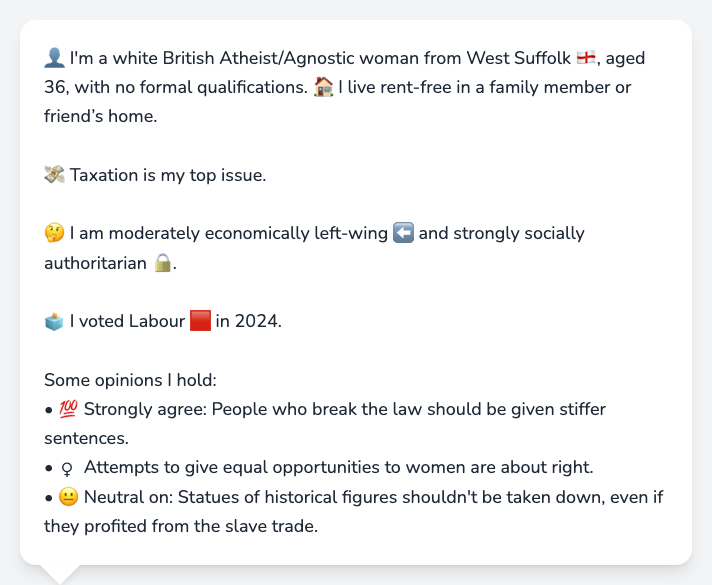 👤 I'm a white British Atheist/Agnostic woman from West Suffolk 🏴󠁧󠁢󠁥󠁮󠁧󠁿, aged
36, with no formal qualifications. 🏠 I live rent-free in a family member or
friend’s home.
💸 Taxation is my top issue.
🤔 I am moderately economically left-wing ⬅️ and strongly socially
authoritarian 🔒.
🗳️ I voted Labour 🟥 in 2024.
Some opinions I hold:
• 💯 Strongly agree: People who break the law should be given stiffer
sentences.
• ♀ Attempts to give equal opportunities to women are about right.
• 😐 Neutral on: Statues of historical figures shouldn't be taken down, even if
they profited from the slave trade.